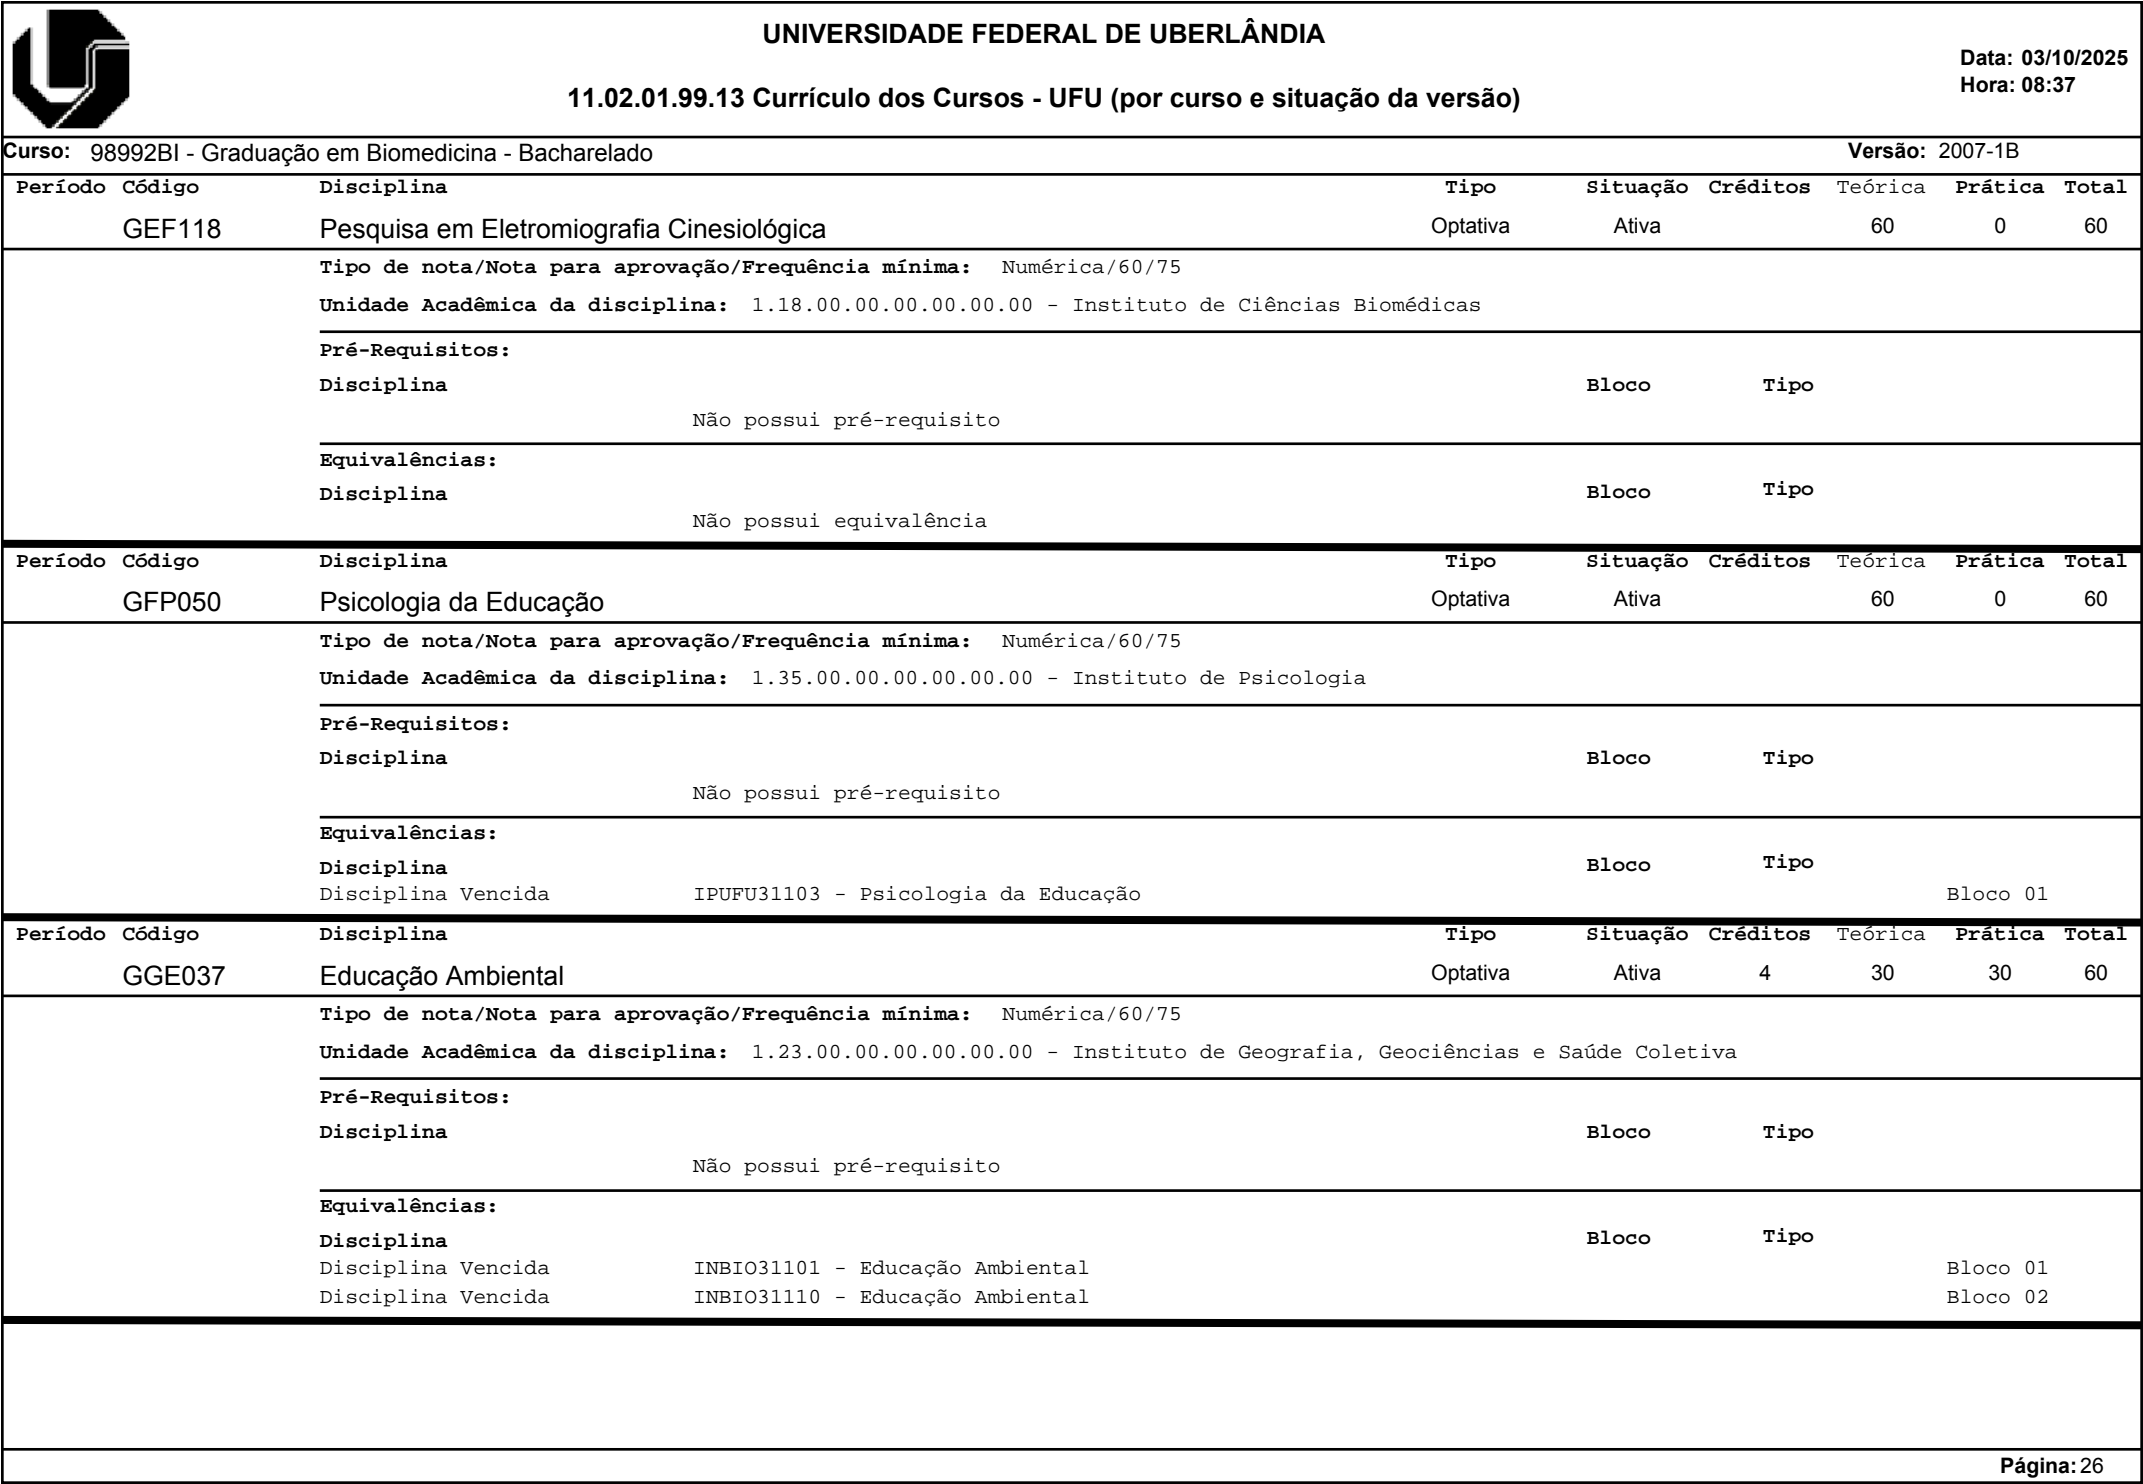 UNIVERSIDADE FEDERAL DE UBERLÂNDIA
Data: 03/10/2025
Hora: 08:37
11.02.01.99.13 Currículo dos Cursos - UFU (por curso e situação da versão)
Curso: 98992BI - Graduação em Biomedicina - Bacharelado Versão: 2007-1B
Período Código Disciplina Tipo Situação Créditos Teórica Prática Total
GEF118 Pesquisa em Eletromiografia Cinesiológica Optativa Ativa 60 0 60
Tipo de nota/Nota para aprovação/Frequência mínima: Numérica/60/75
Unidade Acadêmica da disciplina: 1.18.00.00.00.00.00.00 - Instituto de Ciências Biomédicas
Pré-Requisitos:
Disciplina Bloco Tipo
Não possui pré-requisito
Equivalências:
Disciplina Bloco Tipo
Não possui equivalência
Período Código Disciplina Tipo Situação Créditos Teórica Prática Total
GFP050 Psicologia da Educação Optativa Ativa 60 0 60
Tipo de nota/Nota para aprovação/Frequência mínima: Numérica/60/75
Unidade Acadêmica da disciplina: 1.35.00.00.00.00.00.00 - Instituto de Psicologia
Pré-Requisitos:
Disciplina Bloco Tipo
Não possui pré-requisito
Equivalências:
Disciplina Bloco Tipo
Disciplina Vencida IPUFU31103 - Psicologia da Educação Bloco 01
Período Código Disciplina Tipo Situação Créditos Teórica Prática Total
GGE037 Educação Ambiental Optativa Ativa 4 30 30 60
Tipo de nota/Nota para aprovação/Frequência mínima: Numérica/60/75
Unidade Acadêmica da disciplina: 1.23.00.00.00.00.00.00 - Instituto de Geografia, Geociências e Saúde Coletiva
Pré-Requisitos:
Disciplina Bloco Tipo
Não possui pré-requisito
Equivalências:
Disciplina Bloco Tipo
Disciplina Vencida INBIO31101 - Educação Ambiental Bloco 01
Disciplina Vencida INBIO31110 - Educação Ambiental Bloco 02
Página: 26